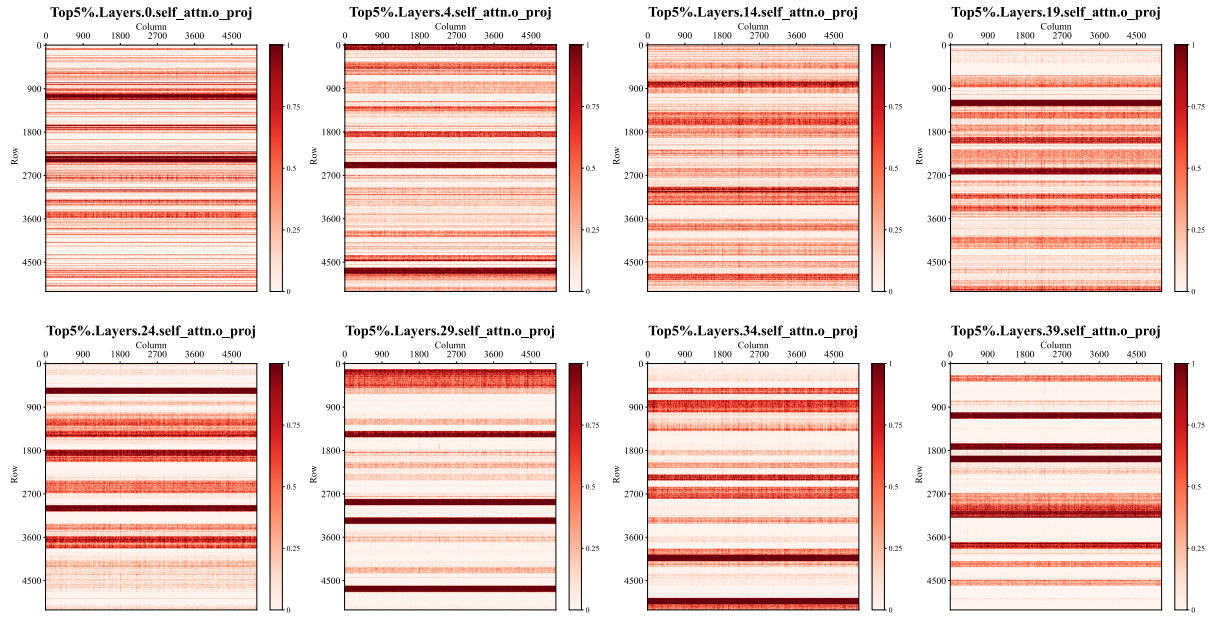 Top5%.Layers.0.self_attn.o_proj
Column
0 900 1800 2700 3600 4500
Row
0
900
1800
2700
3600
4500
1
0.75
0.5
0.25
0
Top5%.Layers.4.self_attn.o_proj
Column
0 900 1800 2700 3600 4500
Row
0
900
1800
2700
3600
4500
1
0.75
0.5
0.25
0
Top5%.Layers.14.self_attn.o_proj
Column
0 900 1800 2700 3600 4500
Row
0
900
1800
2700
3600
4500
1
0.75
0.5
0.25
0
Top5%.Layers.19.self_attn.o_proj
Column
0 900 1800 2700 3600 4500
Row
0
900
1800
2700
3600
4500
1
0.75
0.5
0.25
0
Top5%.Layers.24.self_attn.o_proj
Column
0 900 1800 2700 3600 4500
Row
0
900
1800
2700
3600
4500
1
0.75
0.5
0.25
0
Top5%.Layers.29.self_attn.o_proj
Column
0 900 1800 2700 3600 4500
Row
0
900
1800
2700
3600
4500
1
0.75
0.5
0.25
0
Top5%.Layers.34.self_attn.o_proj
Column
0 900 1800 2700 3600 4500
Row
0
900
1800
2700
3600
4500
1
0.75
0.5
0.25
0
Top5%.Layers.39.self_attn.o_proj
Column
0 900 1800 2700 3600 4500
Row
0
900
1800
2700
3600
4500
1
0.75
0.5
0.25
0